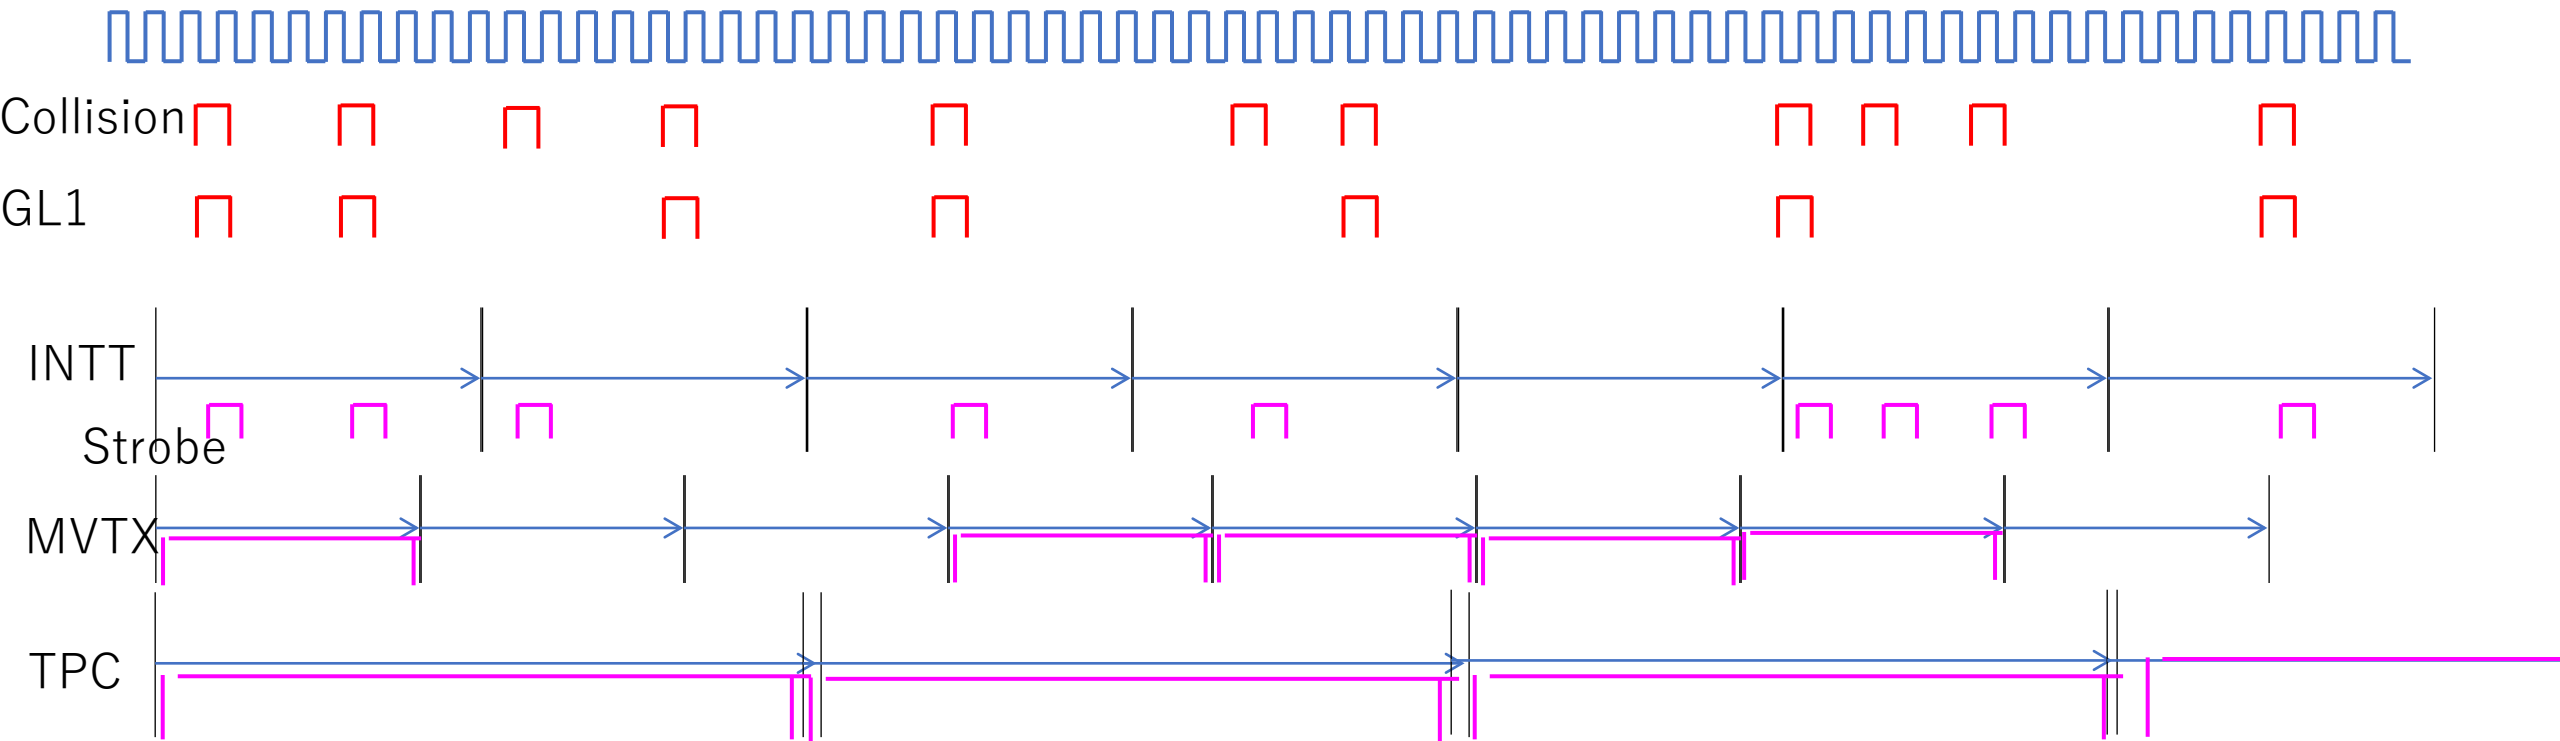 Collision
GL1
INTT
Strobe
MVTX
TPC